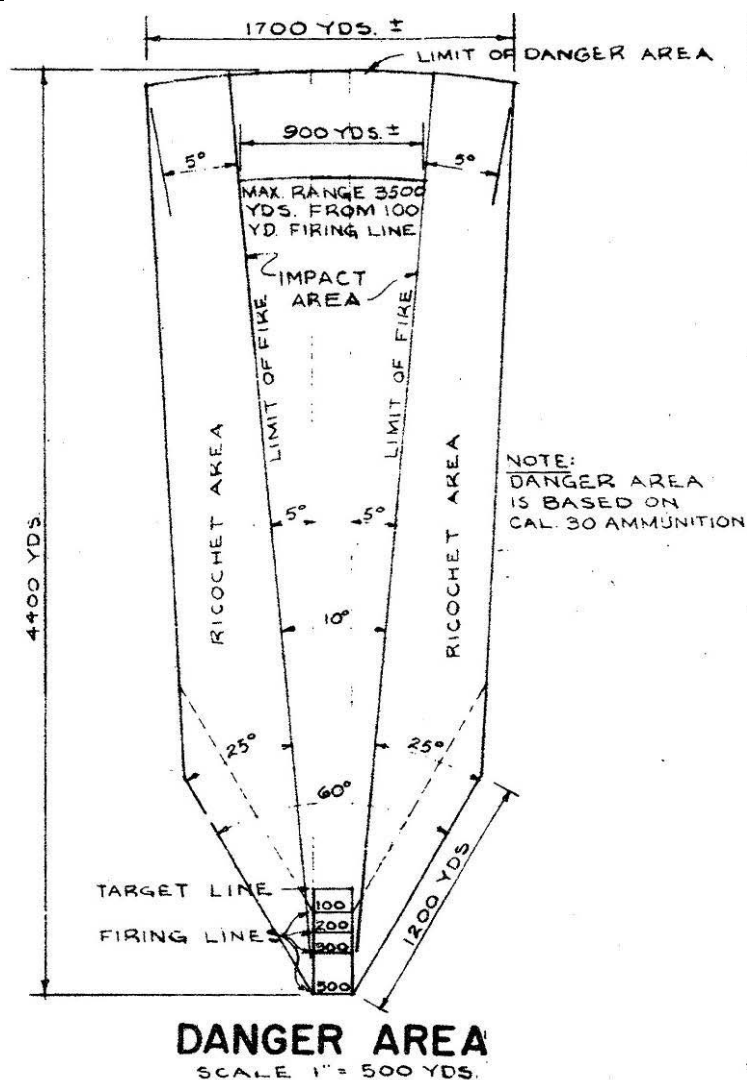 1700 YDS. ±
LIMIT OF DANGER AREA
900 YDS. ±
5°
5°
MAX. RANGE 3500
YDS. FROM 100
YD. FIRING LINE
IMPACT
AREA
LIMIT OF FIRE
LIMIT OF FIRE
RICOCHET AREA
RICOCHET AREA
NOTE:
DANGER AREA
IS BASED ON
CAL. 30 AMMUNITION
4400 YDS.
5°
5°
10°
25°
25°
60°
1200 YDS
TARGET LINE
100
200
FIRING LINES
300
500
DANGER AREA
SCALE 1" = 500 YDS.